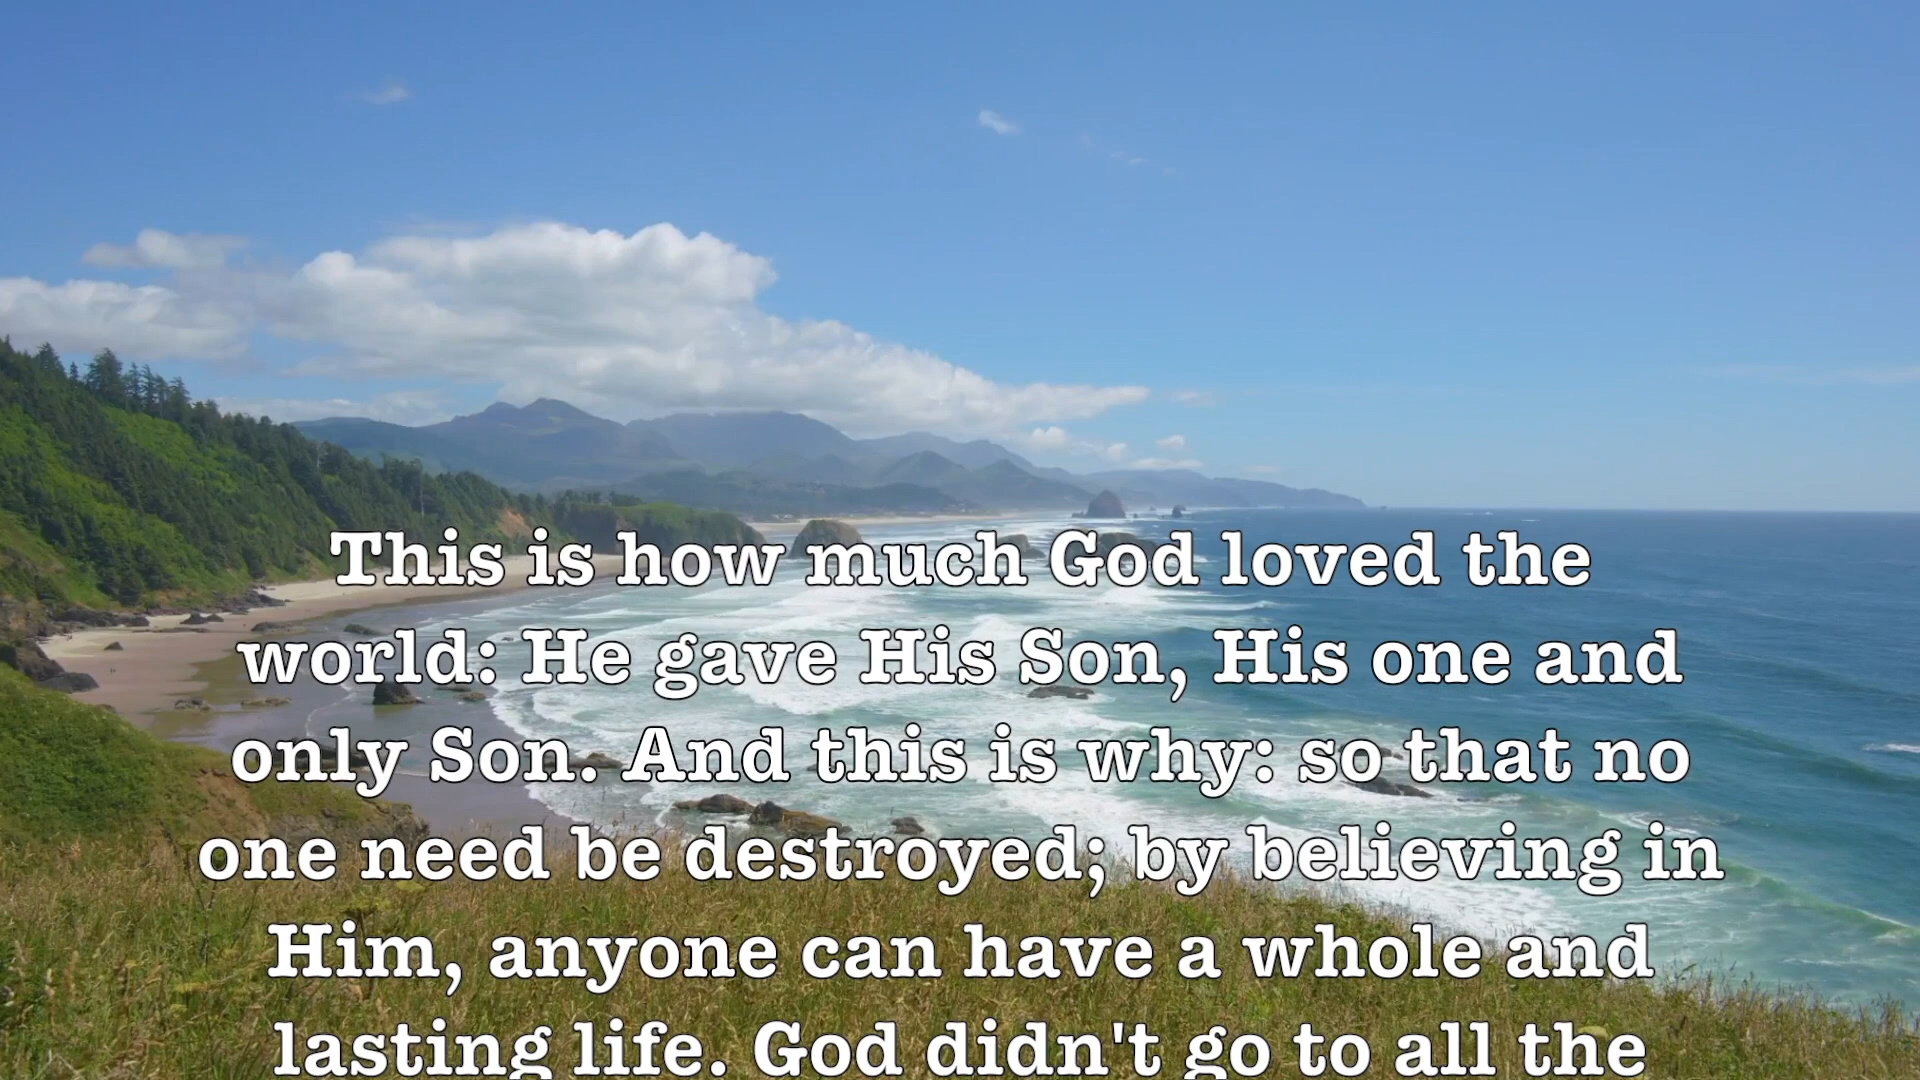 This is how much God loved the
world: He gave His Son, His one and
only Son. And this is why: so that no
one need be destroyed; by believing in
Him, anyone can have a whole and
lasting life. God didn't go to all the